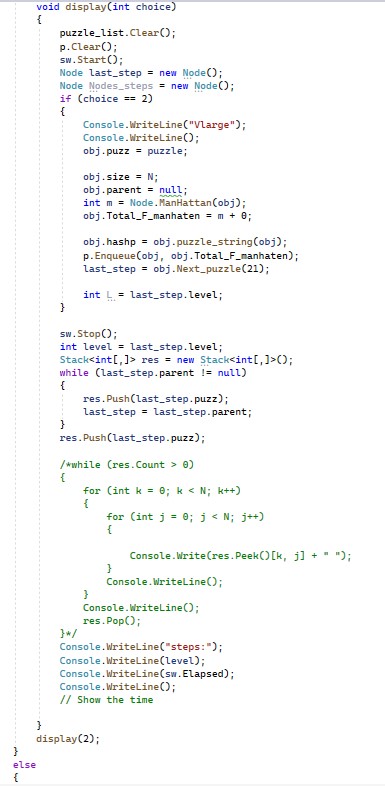 void display(int choice)
{
puzzle_list.Clear();
p.Clear();
sw.Start();
Node last_step = new Node();
Node Nodes_steps = new Node();
if (choice == 2)
{
Console.WriteLine("Vlarge");
Console.WriteLine();
obj.puzz = puzzle;
obj.size = N;
obj.parent = null;
int m = Node.ManHattan(obj);
obj.Total_F_manhaten = m + 0;
obj.hashp = obj.puzzle_string(obj);
p.Enqueue(obj, obj.Total_F_manhaten);
last_step = obj.Next_puzzle(21);
int L = last_step.level;
}
sw.Stop();
int level = last_step.level;
Stack<int[,]> res = new Stack<int[,]>();
while (last_step.parent != null)
{
res.Push(last_step.puzz);
last_step = last_step.parent;
}
res.Push(last_step.puzz);
/*while (res.Count > 0)
{
for (int k = 0; k < N; k++)
{
for (int j = 0; j < N; j++)
{
Console.Write(res.Peek()[k, j] + " ");
}
Console.WriteLine();
}
Console.WriteLine();
res.Pop();
}*/
Console.WriteLine("steps:");
Console.WriteLine(level);
Console.WriteLine(sw.Elapsed);
Console.WriteLine();
// Show the time
}
display(2);
}
else
{